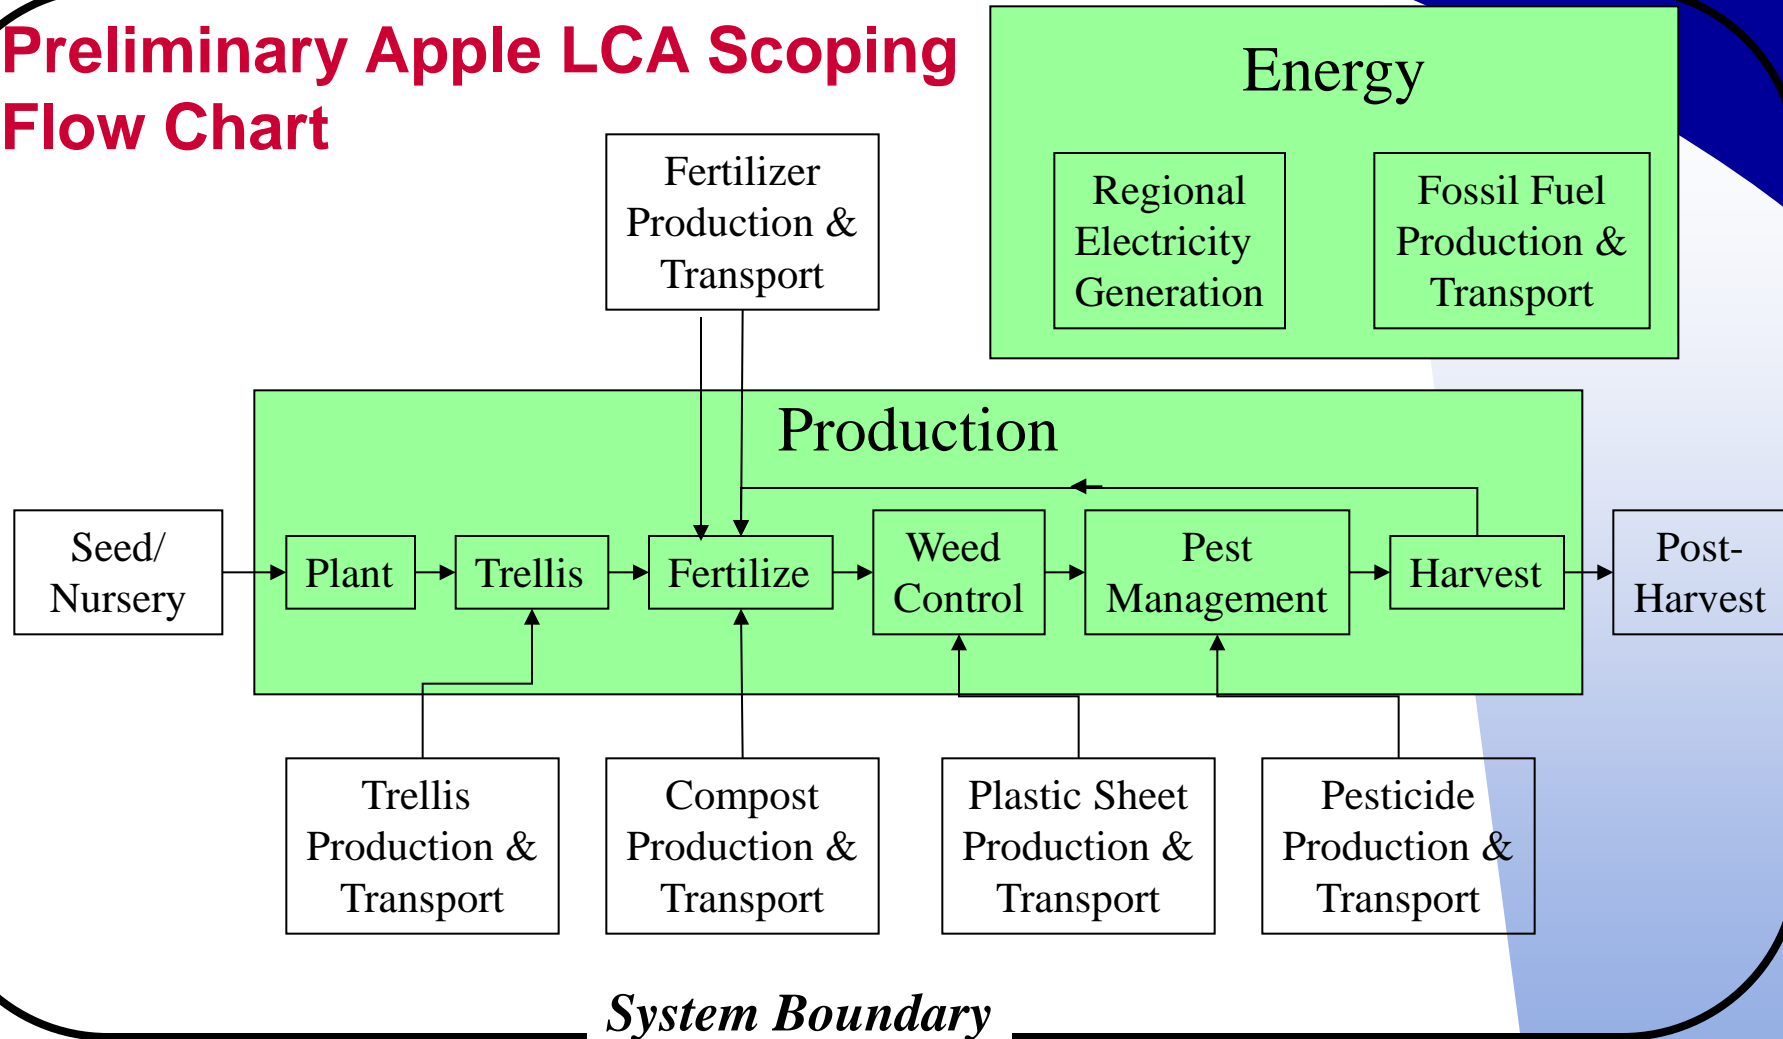 Preliminary Apple LCA Scoping
Flow Chart
Energy
Regional
Electricity
Generation
Fossil Fuel
Production &
Transport
Fertilizer
Production &
Transport
Production
Seed/
Nursery
Plant
Trellis
Fertilize
Weed
Control
Pest
Management
Harvest
Post-
Harvest
Trellis
Production &
Transport
Compost
Production &
Transport
Plastic Sheet
Production &
Transport
Pesticide
Production &
Transport
System Boundary